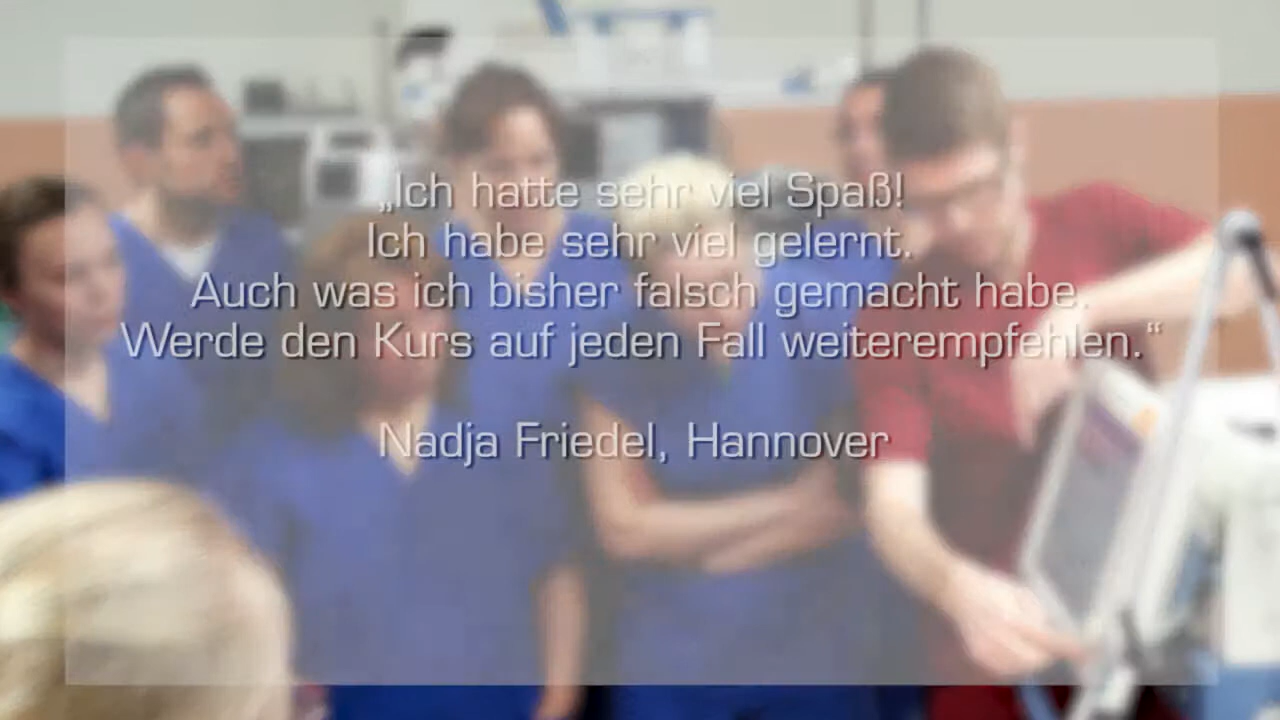 „Ich hatte sehr viel Spaß!
Ich habe sehr viel gelernt.
Auch was ich bisher falsch gemacht habe.
Werde den Kurs auf jeden Fall weiterempfehlen.“
Nadja Friedel, Hannover